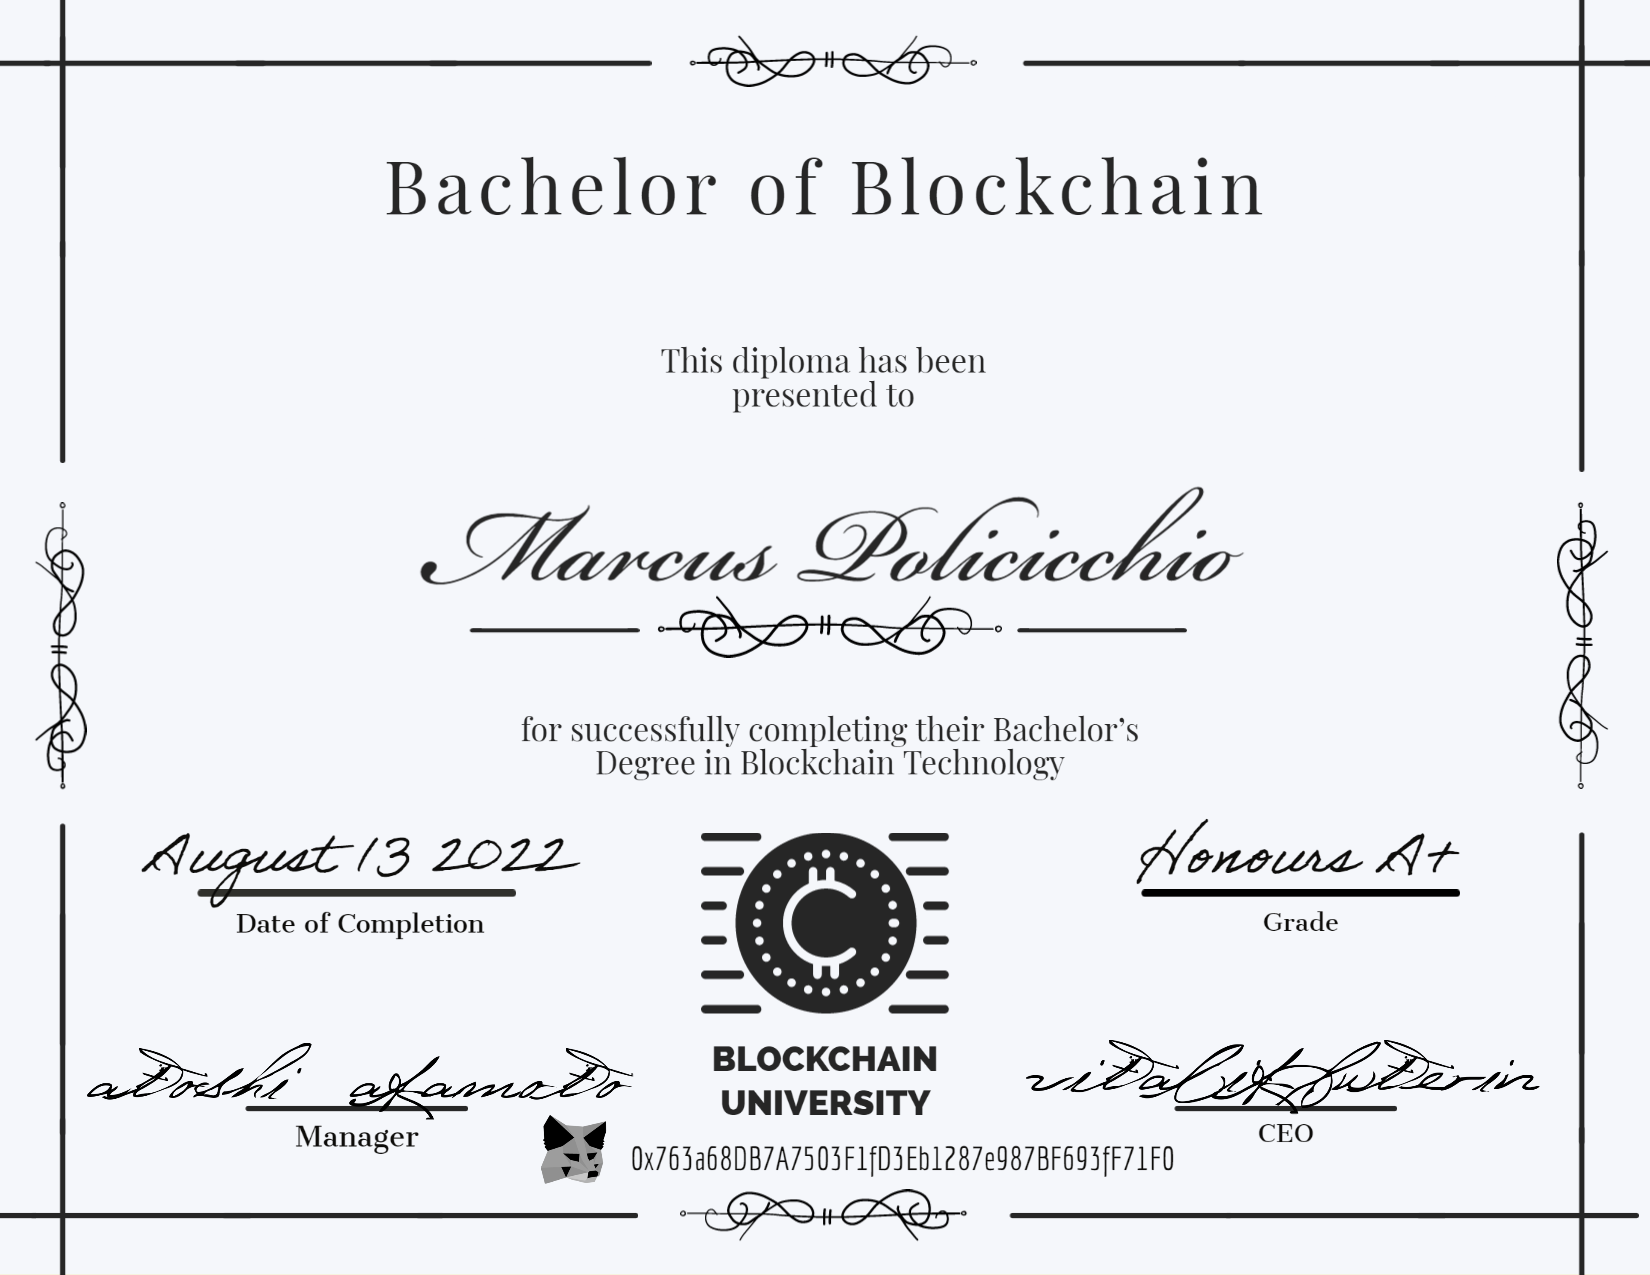 Bachelor of Blockchain
This diploma has been
presented to
Marcus Policicchio
for successfully completing their Bachelor’s
Degree in Blockchain Technology
August 13 2022
Date of Completion
Honours A+
Grade
BLOCKCHAIN
UNIVERSITY
atoshi akamoto
Manager
vitalik buterin
CEO
0x763a68DB7A7503F1fD3Eb1287e987BF693fF71F0